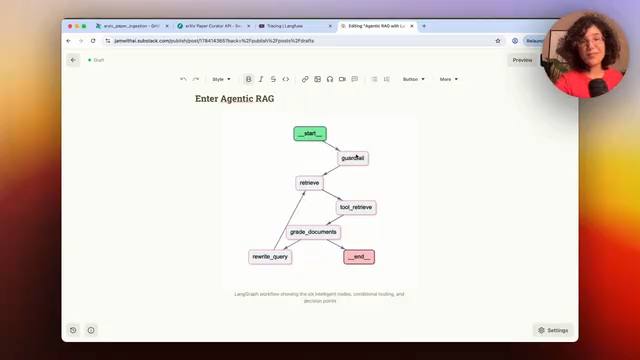 arxiv_paper_ingestion - Gri
arXiv Paper Curator API - S
Tracing | Langfuse
Editing "Agentic RAG with La
jamwithai.substack.com/publish/post/178414365?back=%2Fpublish%2Fposts%2Fdrafts
Relaunch
Draft
Preview
Style
B
I
S
Button
More
Enter Agentic RAG
__start__
guardrail
retrieve
tool_retrieve
grade_documents
rewrite_query
__end__
LangGraph workflow showing the six intelligent nodes, conditional routing, and
decision points
Settings